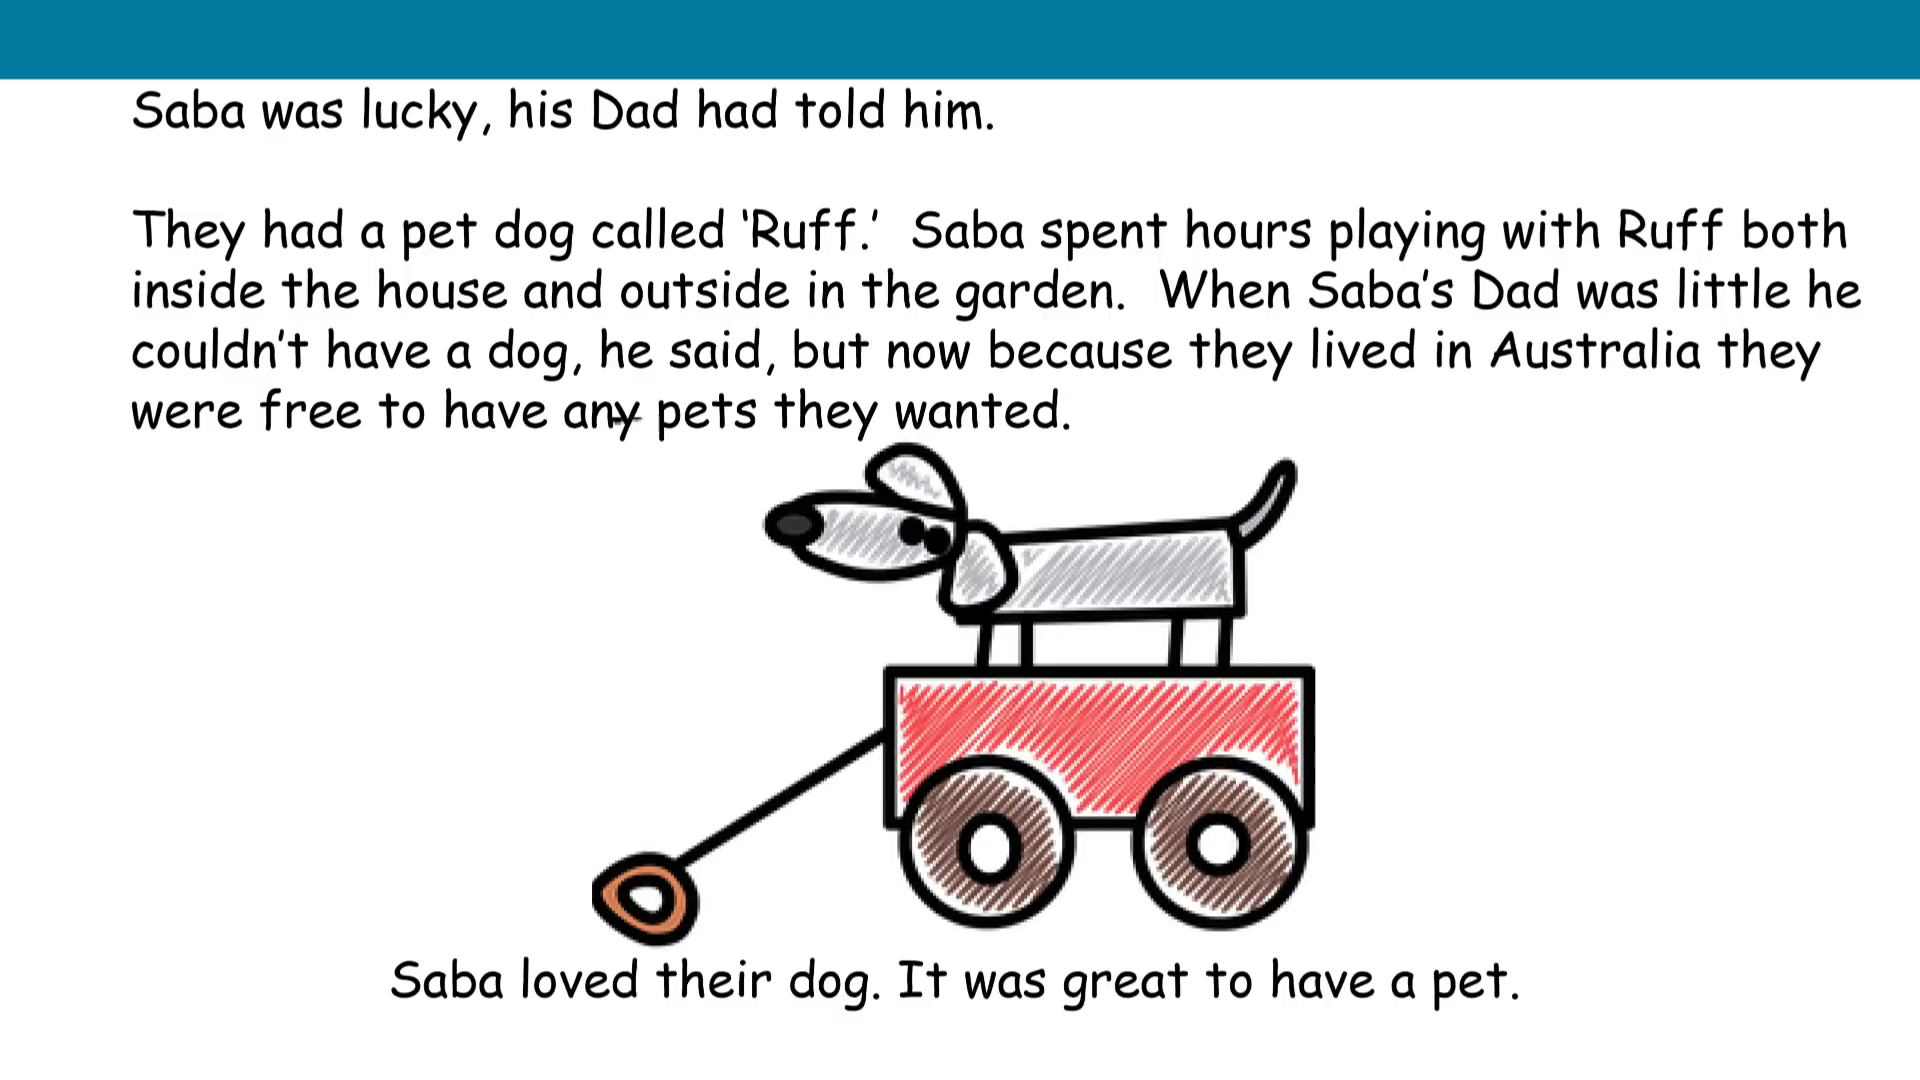 Saba was lucky, his Dad had told him.
They had a pet dog called ‘Ruff.’  Saba spent hours playing with Ruff both
inside the house and outside in the garden.  When Saba’s Dad was little he
couldn’t have a dog, he said, but now because they lived in Australia they
were free to have any pets they wanted.
Saba loved their dog. It was great to have a pet.